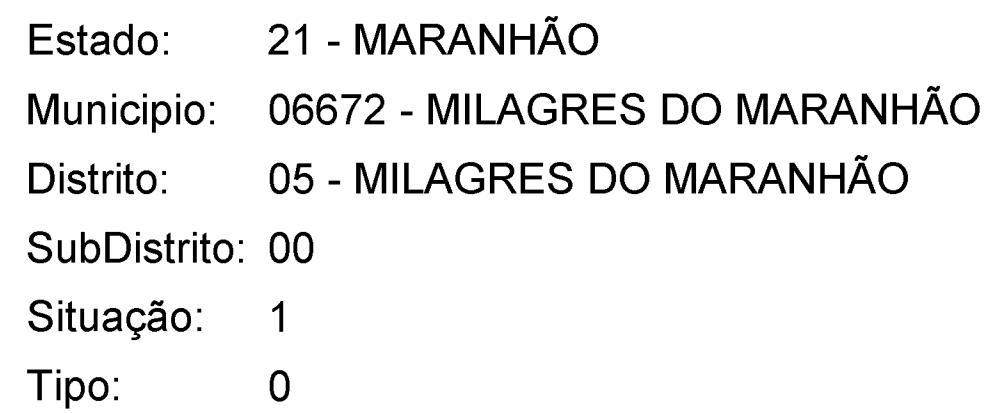 Estado: 21 - MARANHÃO
Municipio: 06672 - MILAGRES DO MARANHÃO
Distrito: 05 - MILAGRES DO MARANHÃO
SubDistrito: 00
Situação: 1
Tipo: 0